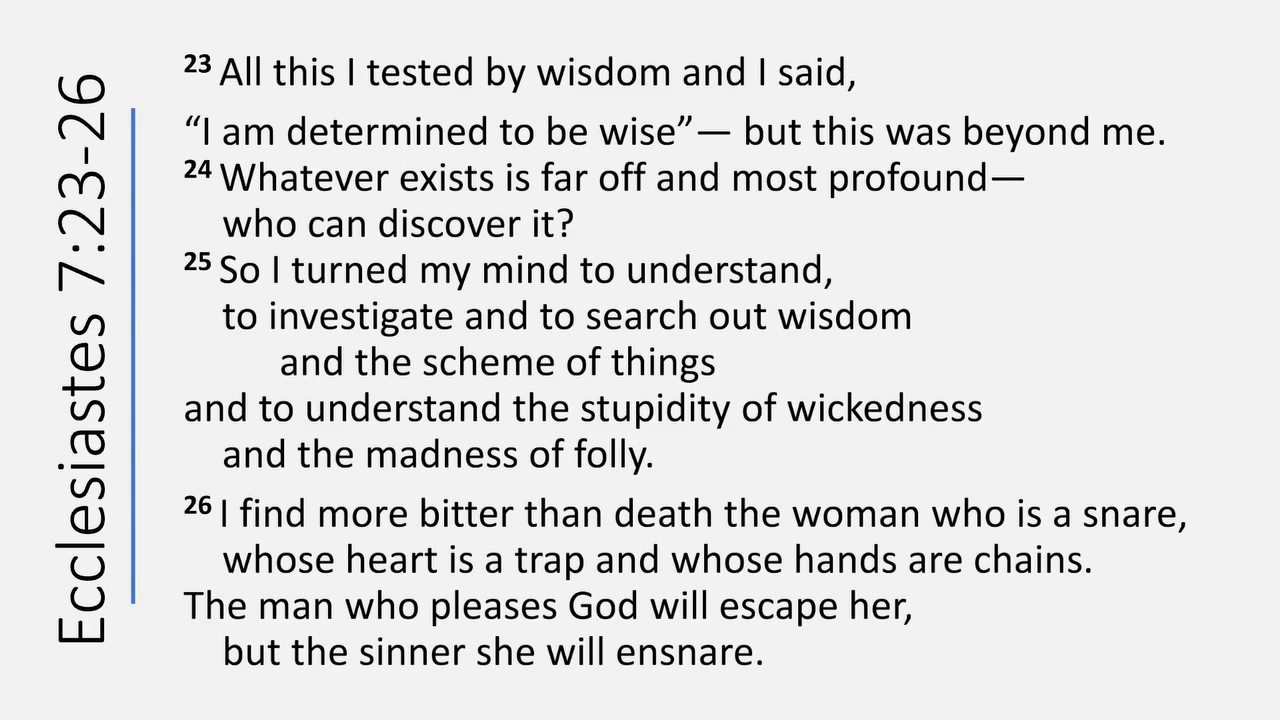 Ecclesiastes 7:23-26
23 All this I tested by wisdom and I said,
“I am determined to be wise”— but this was beyond me.
24 Whatever exists is far off and most profound—
who can discover it?
25 So I turned my mind to understand,
to investigate and to search out wisdom
and the scheme of things
and to understand the stupidity of wickedness
and the madness of folly.
26 I find more bitter than death the woman who is a snare,
whose heart is a trap and whose hands are chains.
The man who pleases God will escape her,
but the sinner she will ensnare.